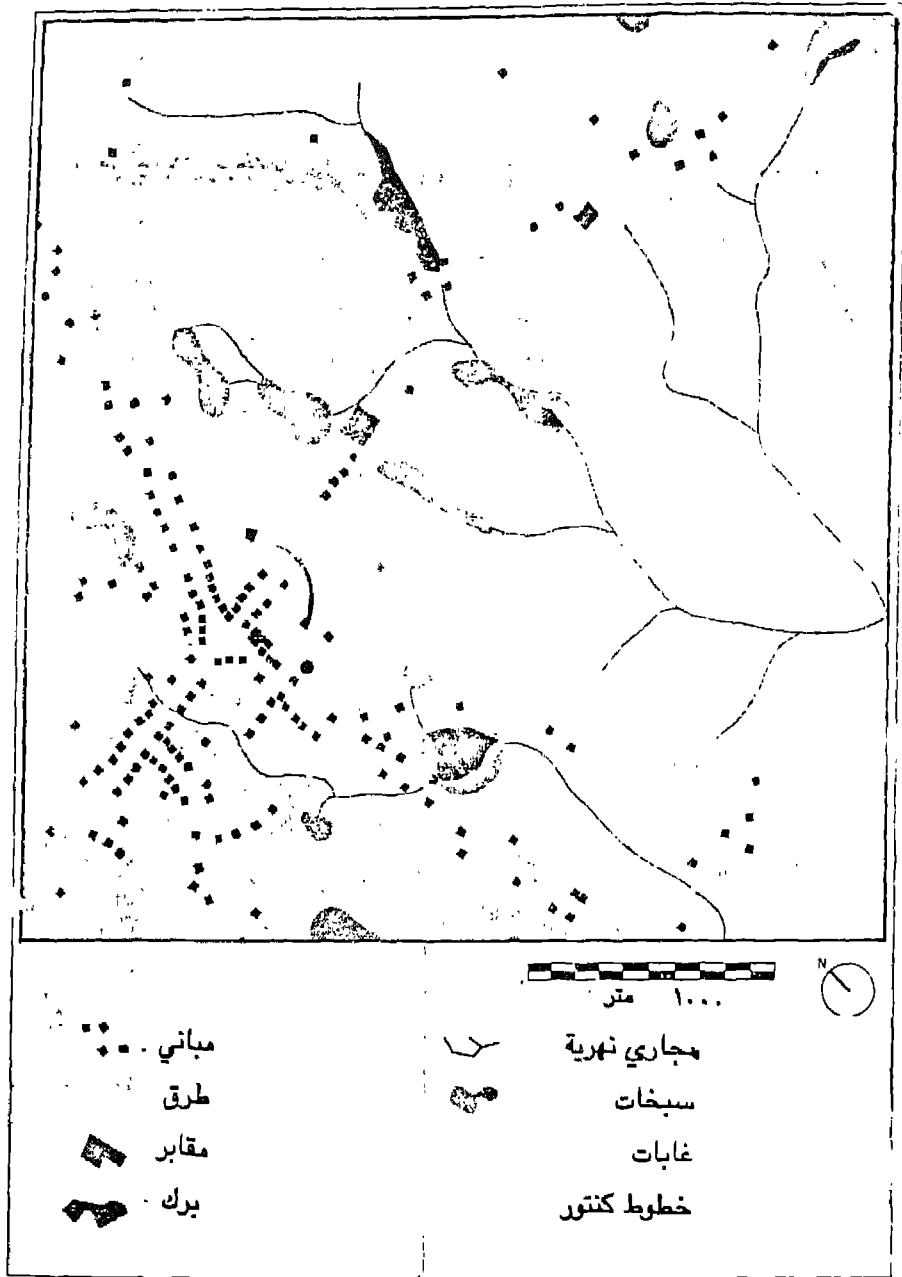 N
١٠٠٠ متر
مجاري نهرية
سبخات
غابات
خطوط كنتور
مباني
طرق
مقابر
برك